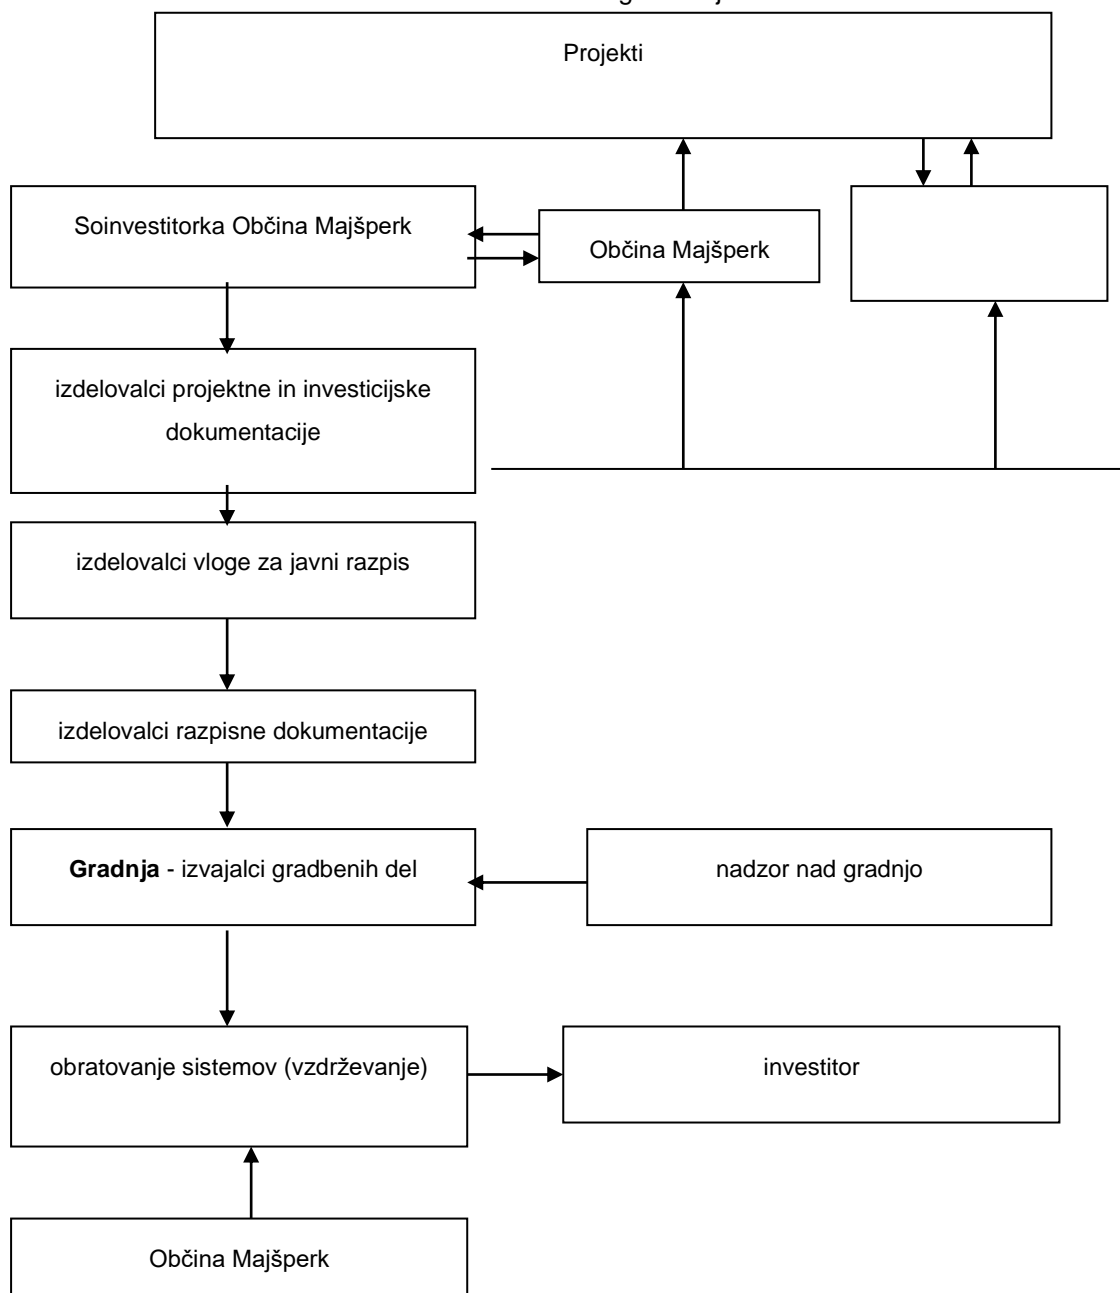 Projekti
Soinvestitorka Občina Majšperk
Občina Majšperk
izdelovalci projektne in investicijske
dokumentacije
izdelovalci vloge za javni razpis
izdelovalci razpisne dokumentacije
Gradnja - izvajalci gradbenih del
nadzor nad gradnjo
obratovanje sistemov (vzdrževanje)
investitor
Občina Majšperk